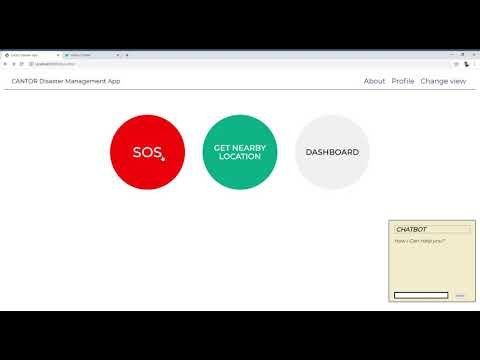 CANTOR Disaster Management App
About Profile Change view
SOS
GET NEARBY
LOCATION
DASHBOARD
CHATBOT
How I Can Help you?